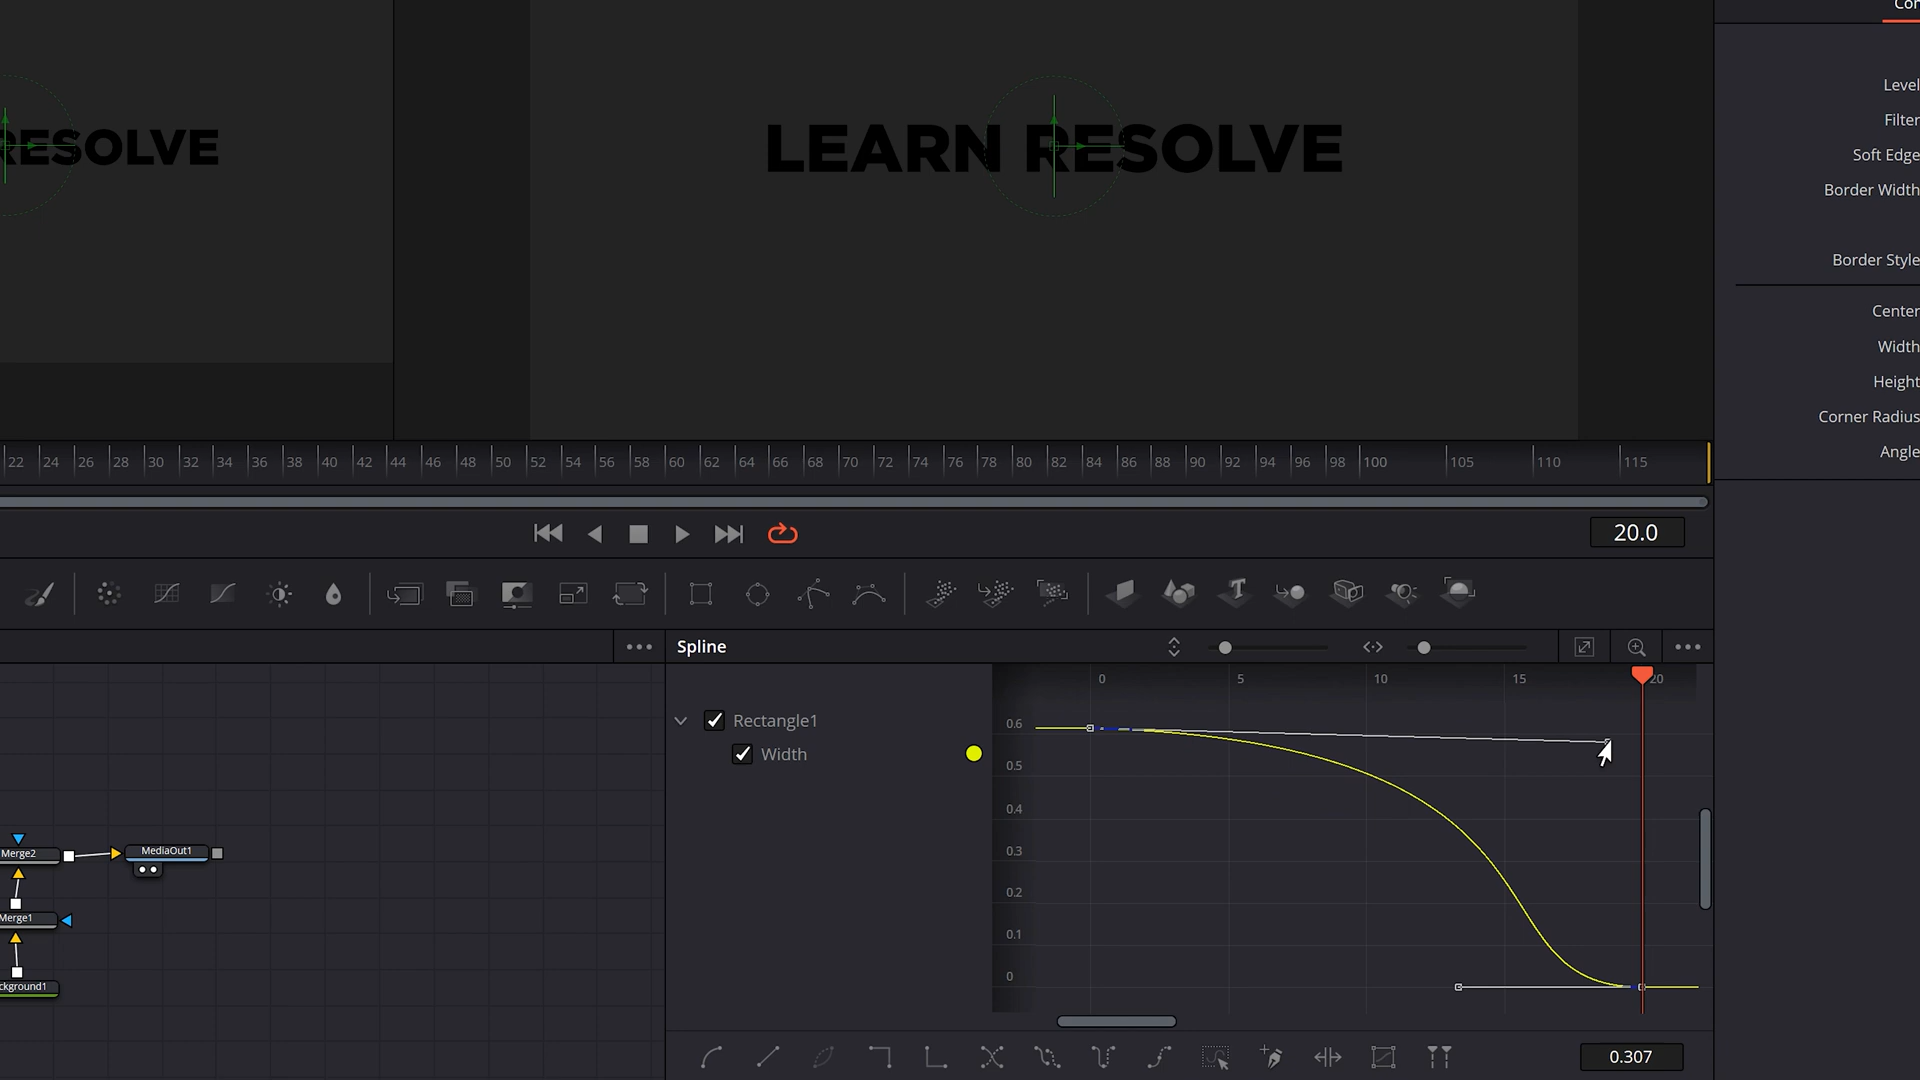 Level
Filter
Soft Edge
Border Width
Border Style
Center
Width
Height
Corner Radius
Angle
RESOLVE
LEARN RESOLVE
22 24 26 28 30 32 34 36 38 40 42 44 46 48 50 52 54 56 58 60 62 64 66 68 70 72 74 76 78 80 82 84 86 88 90 92 94 96 98 100 105 110 115
20.0
Spline
Rectangle1
Width
0 5 10 15 20
0.6
0.5
0.4
0.3
0.2
0.1
0
Merge2
MediaOut1
Merge1
ckground1
0.307